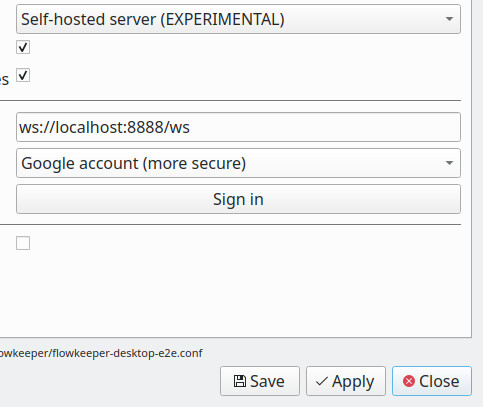 Self-hosted server (EXPERIMENTAL)
es
ws://localhost:8888/ws
Google account (more secure)
Sign in
owkeeper/flowkeeper-desktop-e2e.conf
Save Apply Close